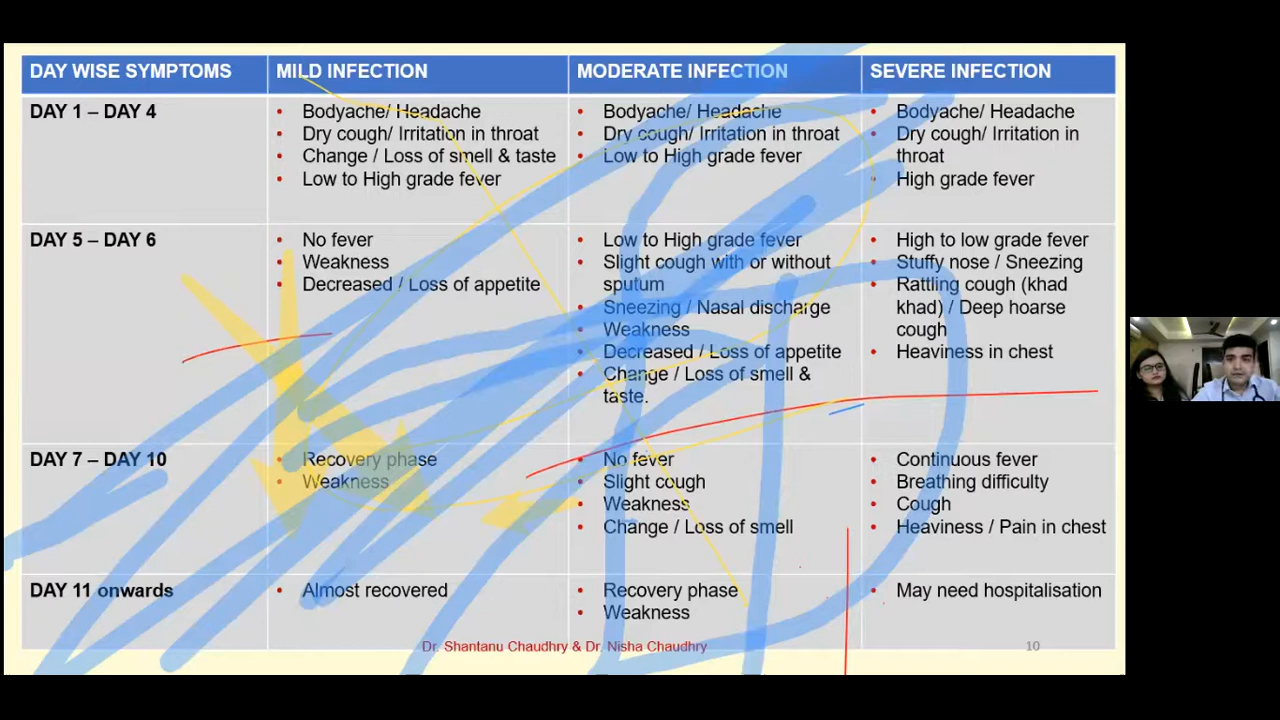 DAY WISE SYMPTOMS
MILD INFECTION
MODERATE INFECTION
SEVERE INFECTION
DAY 1 – DAY 4
• Bodyache/ Headache
• Dry cough/ Irritation in throat
• Change / Loss of smell & taste
• Low to High grade fever
• Bodyache/ Headache
• Dry cough/ Irritation in throat
• Low to High grade fever
• Bodyache/ Headache
• Dry cough/ Irritation in
throat
• High grade fever
DAY 5 – DAY 6
• No fever
• Weakness
• Decreased / Loss of appetite
• Low to High grade fever
• Slight cough with or without
sputum
• Sneezing / Nasal discharge
• Weakness
• Decreased / Loss of appetite
• Change / Loss of smell &
taste.
• High to low grade fever
• Stuffy nose / Sneezing
• Rattling cough (khad
khad) / Deep hoarse
cough
• Heaviness in chest
DAY 7 – DAY 10
• Recovery phase
• Weakness
• No fever
• Slight cough
• Weakness
• Change / Loss of smell
• Continuous fever
• Breathing difficulty
• Cough
• Heaviness / Pain in chest
DAY 11 onwards
• Almost recovered
• Recovery phase
• Weakness
• May need hospitalisation
Dr. Shantanu Chaudhry & Dr. Nisha Chaudhry
10